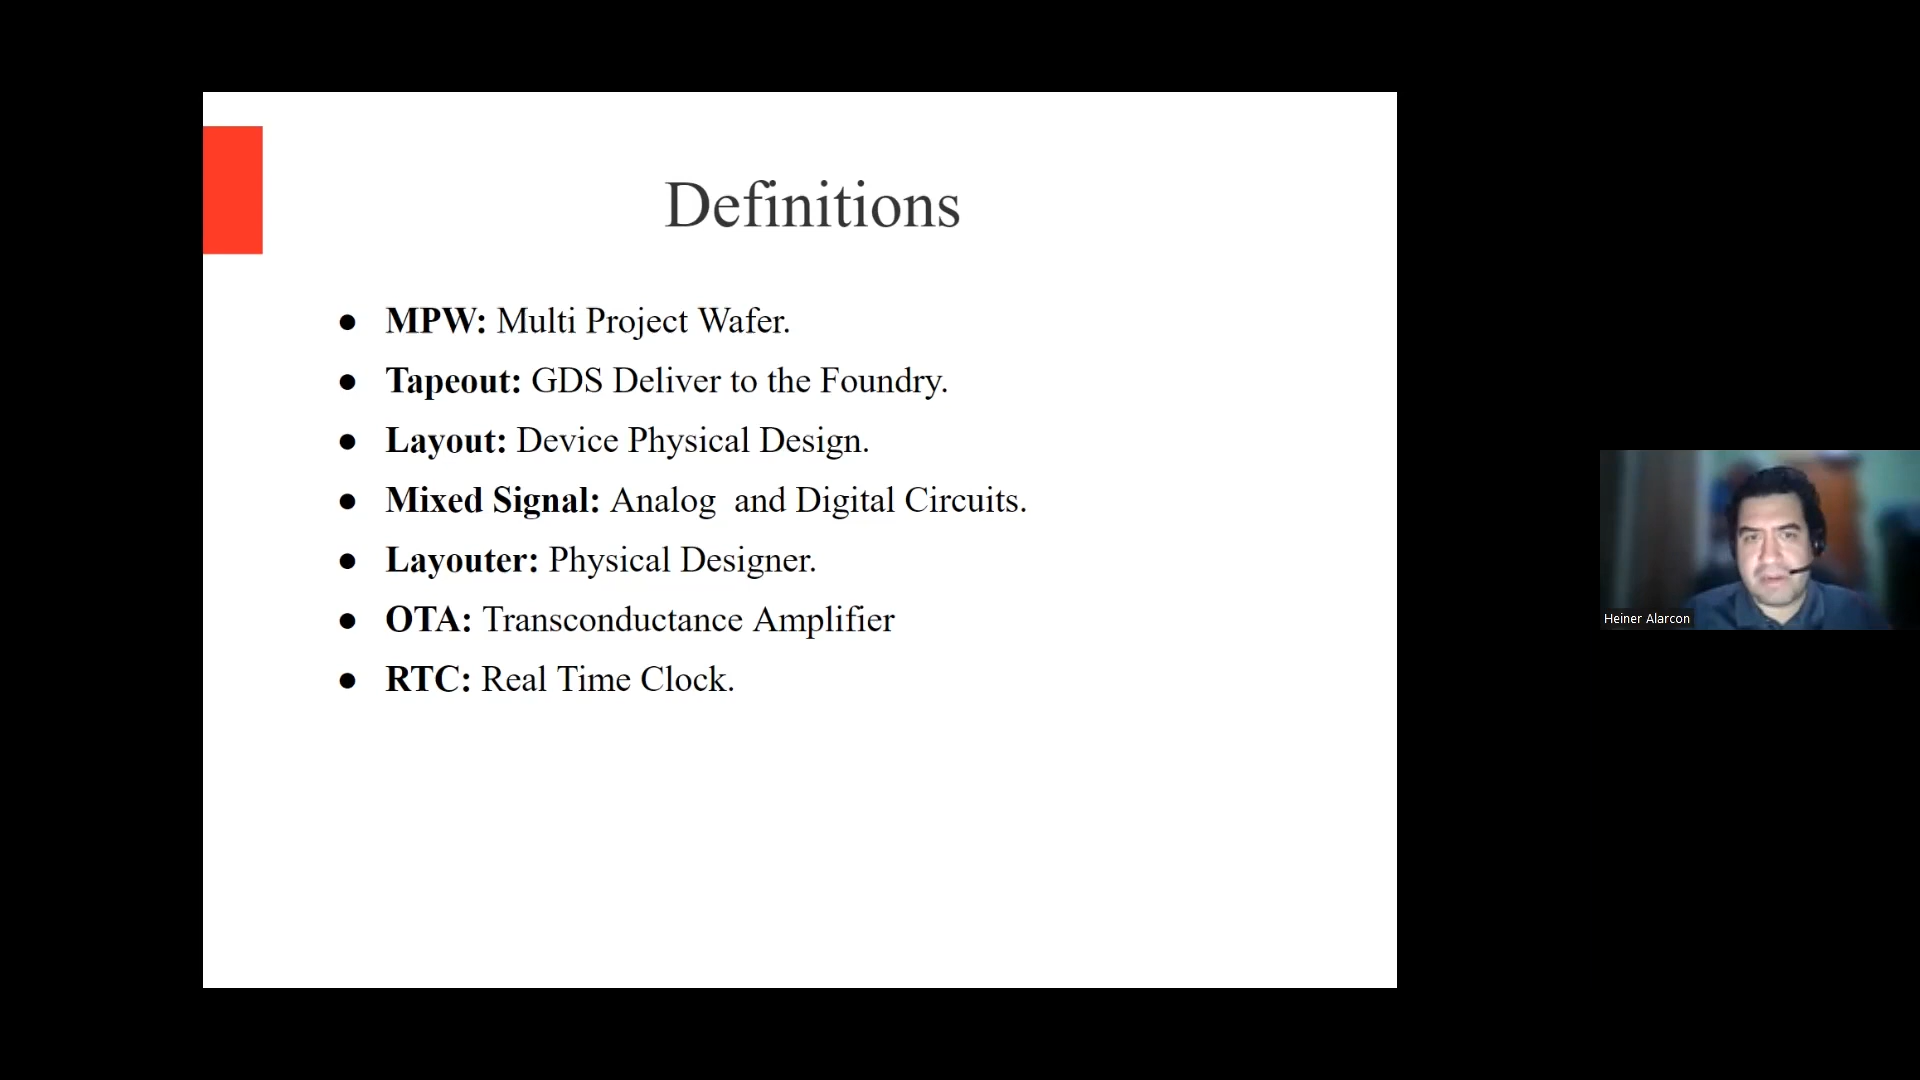 Definitions
● MPW: Multi Project Wafer.
● Tapeout: GDS Deliver to the Foundry.
● Layout: Device Physical Design.
● Mixed Signal: Analog  and Digital Circuits.
● Layouter: Physical Designer.
● OTA: Transconductance Amplifier
● RTC: Real Time Clock.
Heiner Alarcon